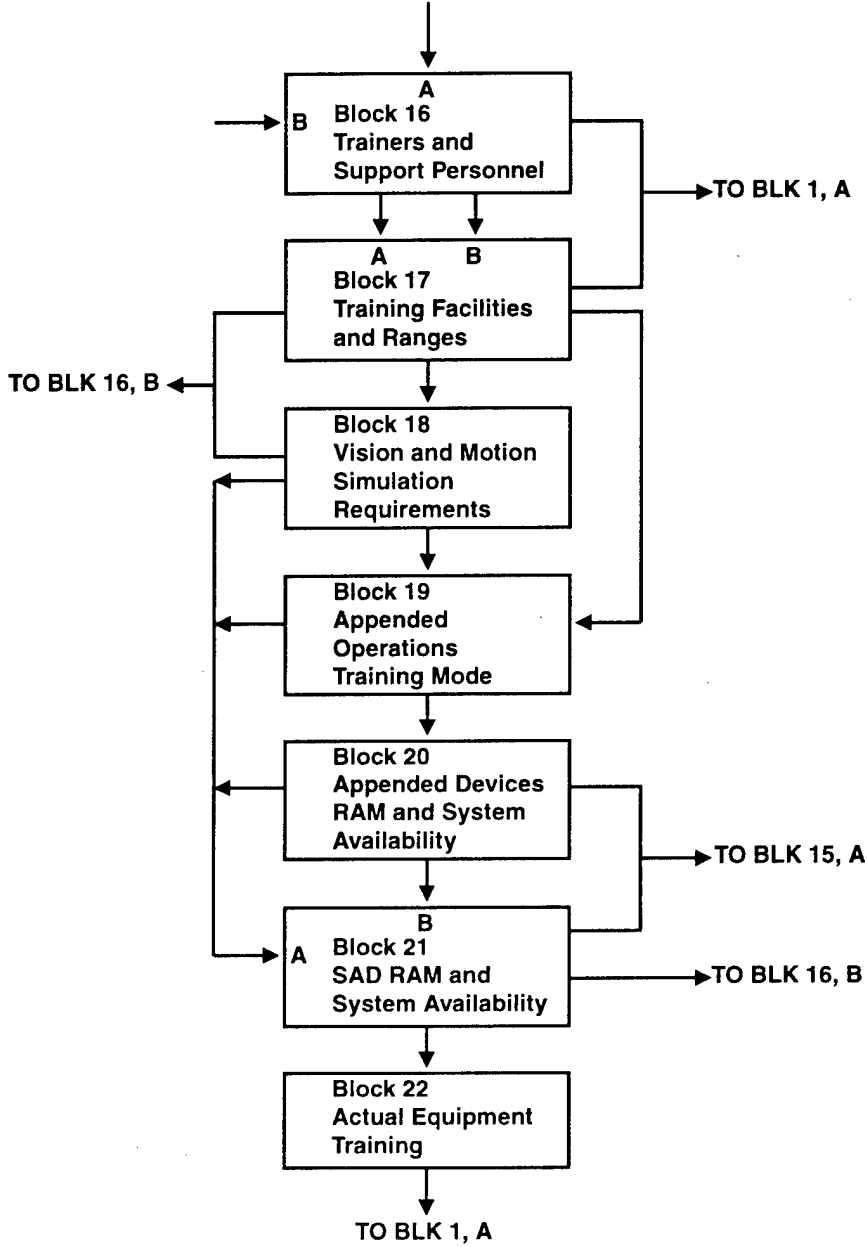 A
B
Block 16
Trainers and
Support Personnel
TO BLK 1, A
A B
Block 17
Training Facilities
and Ranges
TO BLK 16, B
Block 18
Vision and Motion
Simulation
Requirements
Block 19
Appended
Operations
Training Mode
Block 20
Appended Devices
RAM and System
Availability
TO BLK 15, A
B
A
Block 21
SAD RAM and
System Availability
TO BLK 16, B
Block 22
Actual Equipment
Training
TO BLK 1, A